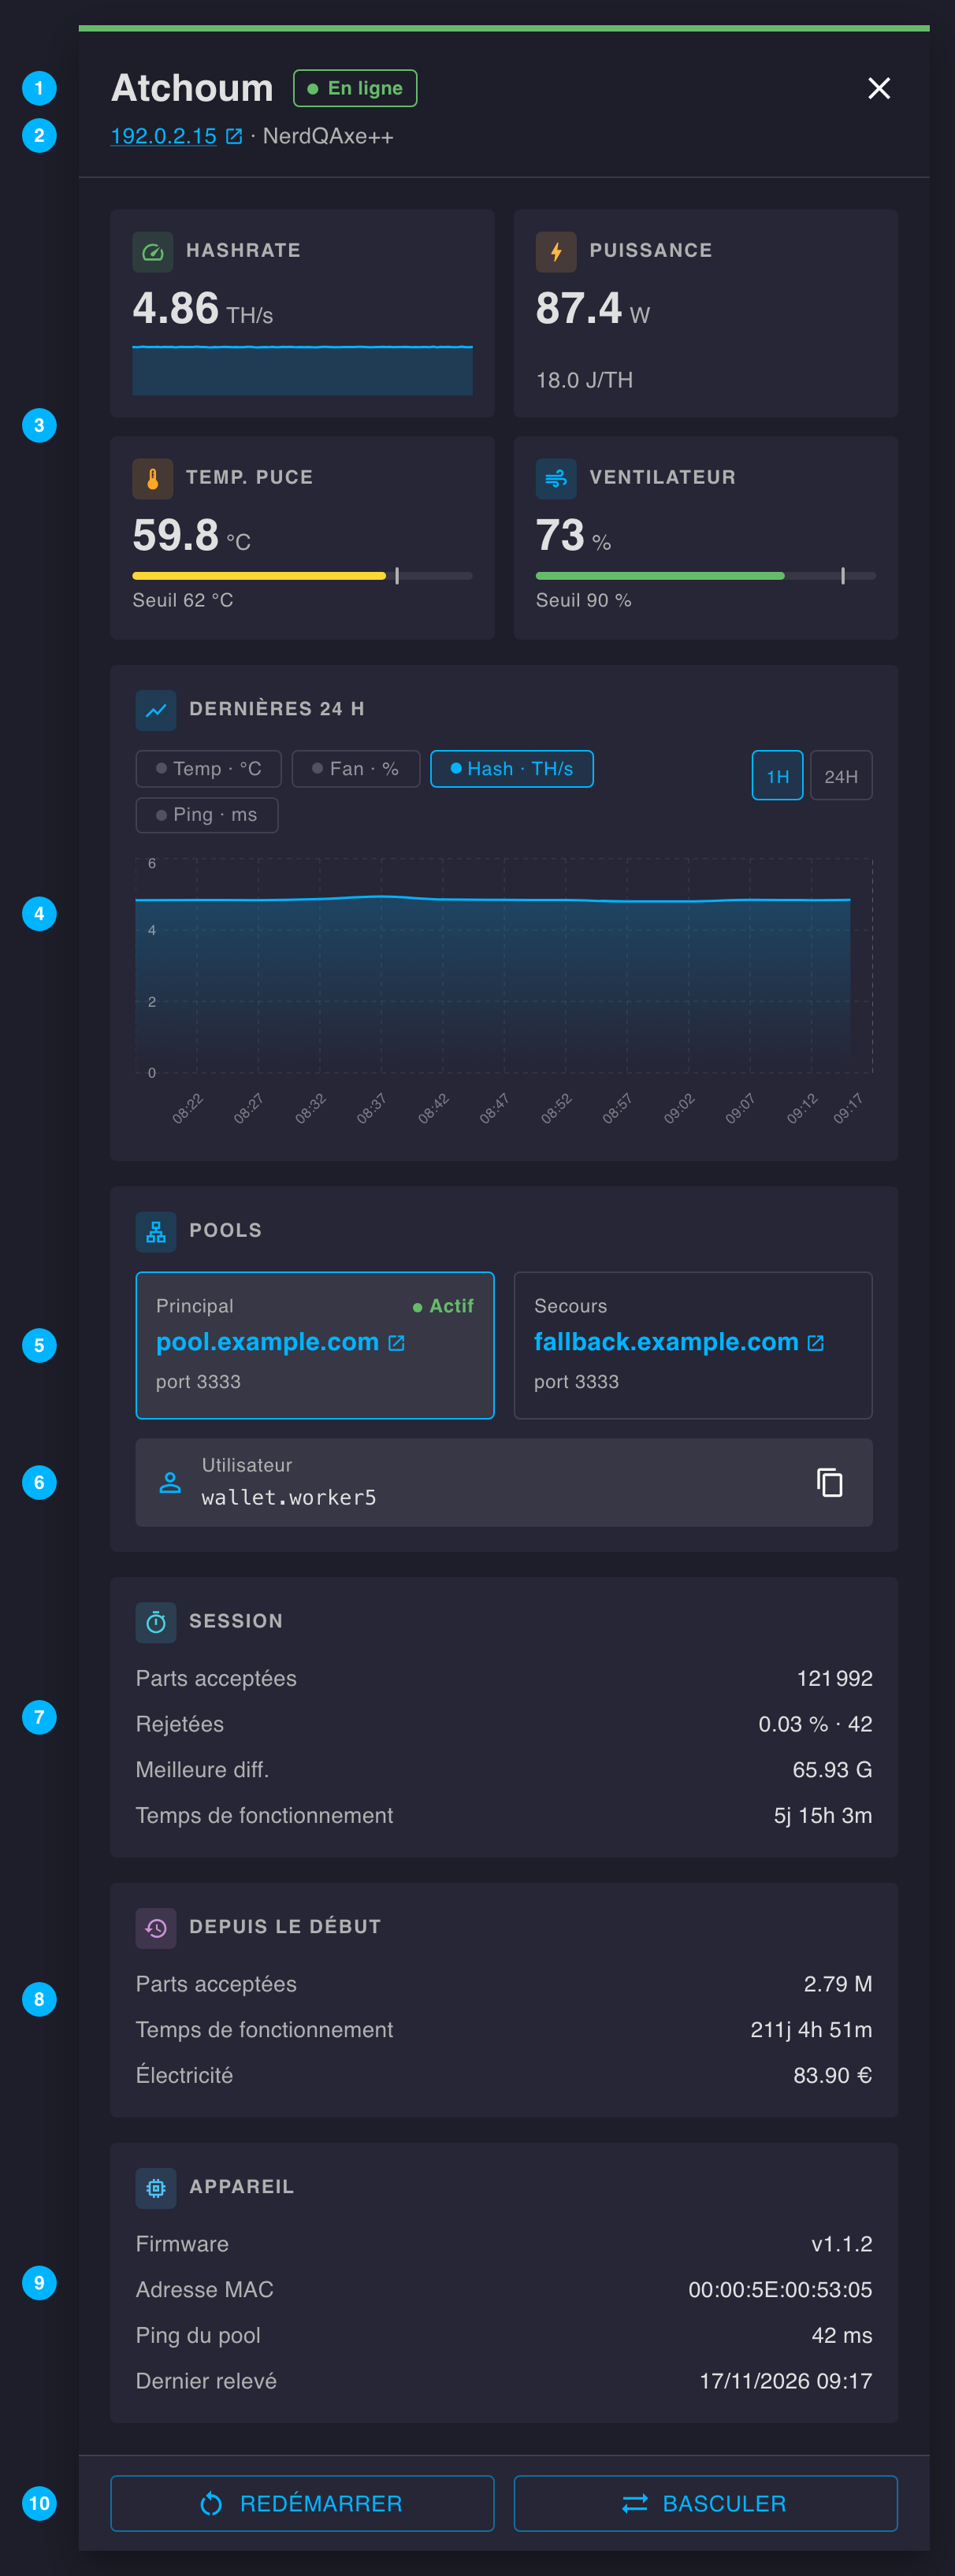 1
Atchoum
En ligne
2
192.0.2.15 · NerdQAxe++
HASHRATE
4.86 TH/s
PUISSANCE
87.4 W
18.0 J/TH
3
TEMP. PUCE
59.8 °C
Seuil 62 °C
VENTILATEUR
73 %
Seuil 90 %
DERNIÈRES 24 H
Temp · °C
Fan · %
Hash · TH/s
Ping · ms
1H
24H
4
6
4
2
0
08:22
08:27
08:32
08:37
08:42
08:47
08:52
08:57
09:02
09:07
09:12
09:17
POOLS
5
Principal
Actif
pool.example.com
port 3333
Secours
fallback.example.com
port 3333
6
Utilisateur
wallet.worker5
SESSION
Parts acceptées 121 992
7
Rejetées 0.03 % · 42
Meilleure diff. 65.93 G
Temps de fonctionnement 5j 15h 3m
DEPUIS LE DÉBUT
8
Parts acceptées 2.79 M
Temps de fonctionnement 211j 4h 51m
Électricité 83.90 €
APPAREIL
Firmware v1.1.2
9
Adresse MAC 00:00:5E:00:53:05
Ping du pool 42 ms
Dernier relevé 17/11/2026 09:17
10
REDÉMARRER
BASCULER